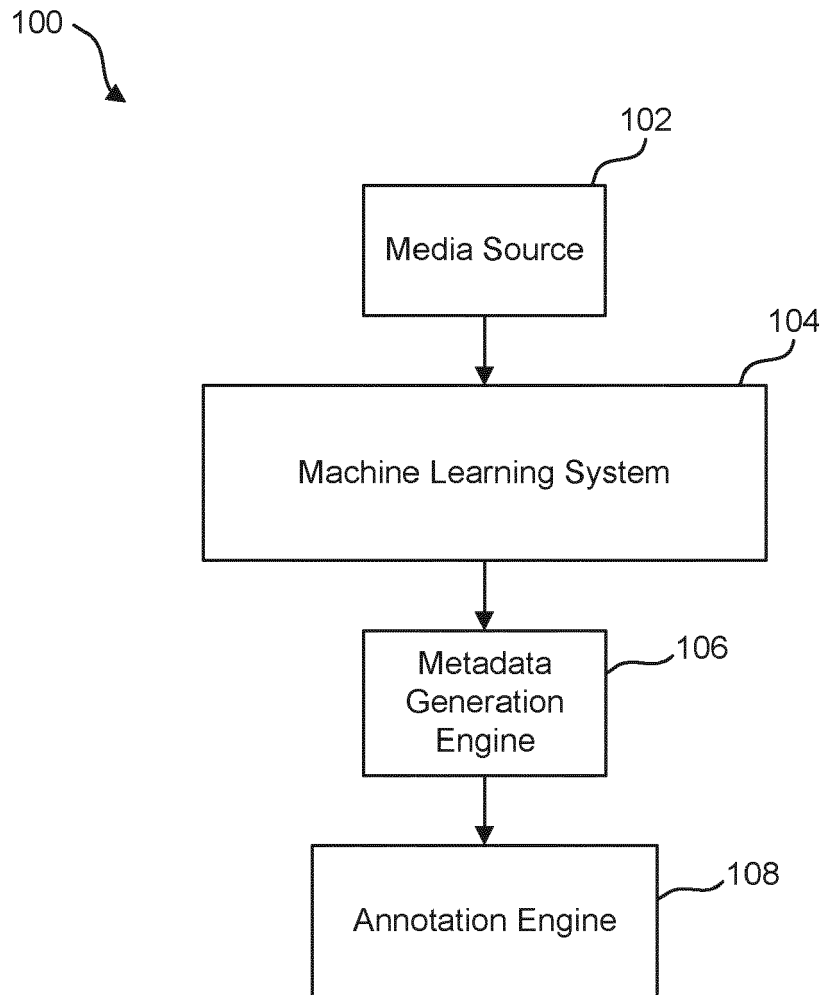 100
102
Media Source
104
Machine Learning System
Metadata
Generation
Engine
106
108
Annotation Engine